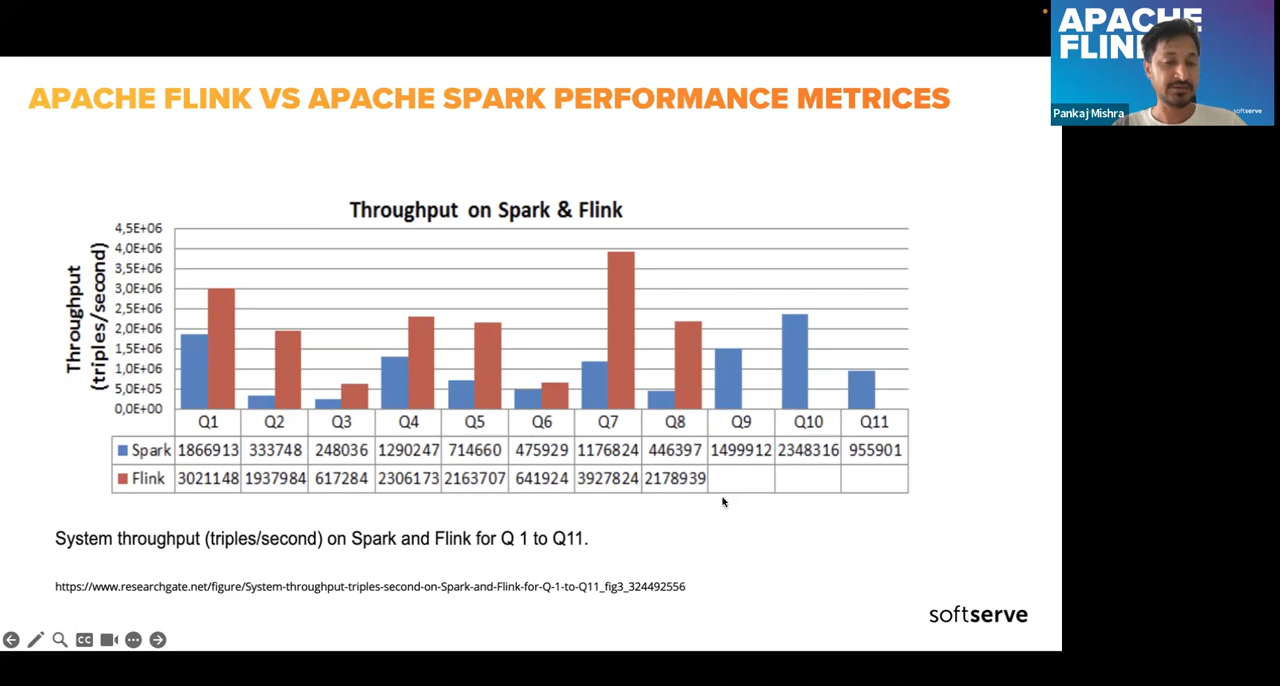 APACHE
FLIN
Pankaj Mishra
softserve
APACHE FLINK VS APACHE SPARK PERFORMANCE METRICES
Throughput on Spark & Flink
Throughput
(triples/second)
4,5E+06
4,0E+06
3,5E+06
3,0E+06
2,5E+06
2,0E+06
1,5E+06
1,0E+06
5,0E+05
0,0E+00
Q1 Q2 Q3 Q4 Q5 Q6 Q7 Q8 Q9 Q10 Q11
Spark 1866913 333748 248036 1290247 714660 475929 1176824 446397 1499912 2348316 955901
Flink 3021148 1937984 617284 2306173 2163707 641924 3927824 2178939
System throughput (triples/second) on Spark and Flink for Q 1 to Q11.
https://www.researchgate.net/figure/System-throughput-triples-second-on-Spark-and-Flink-for-Q-1-to-Q11_fig3_324492556
softserve
CC